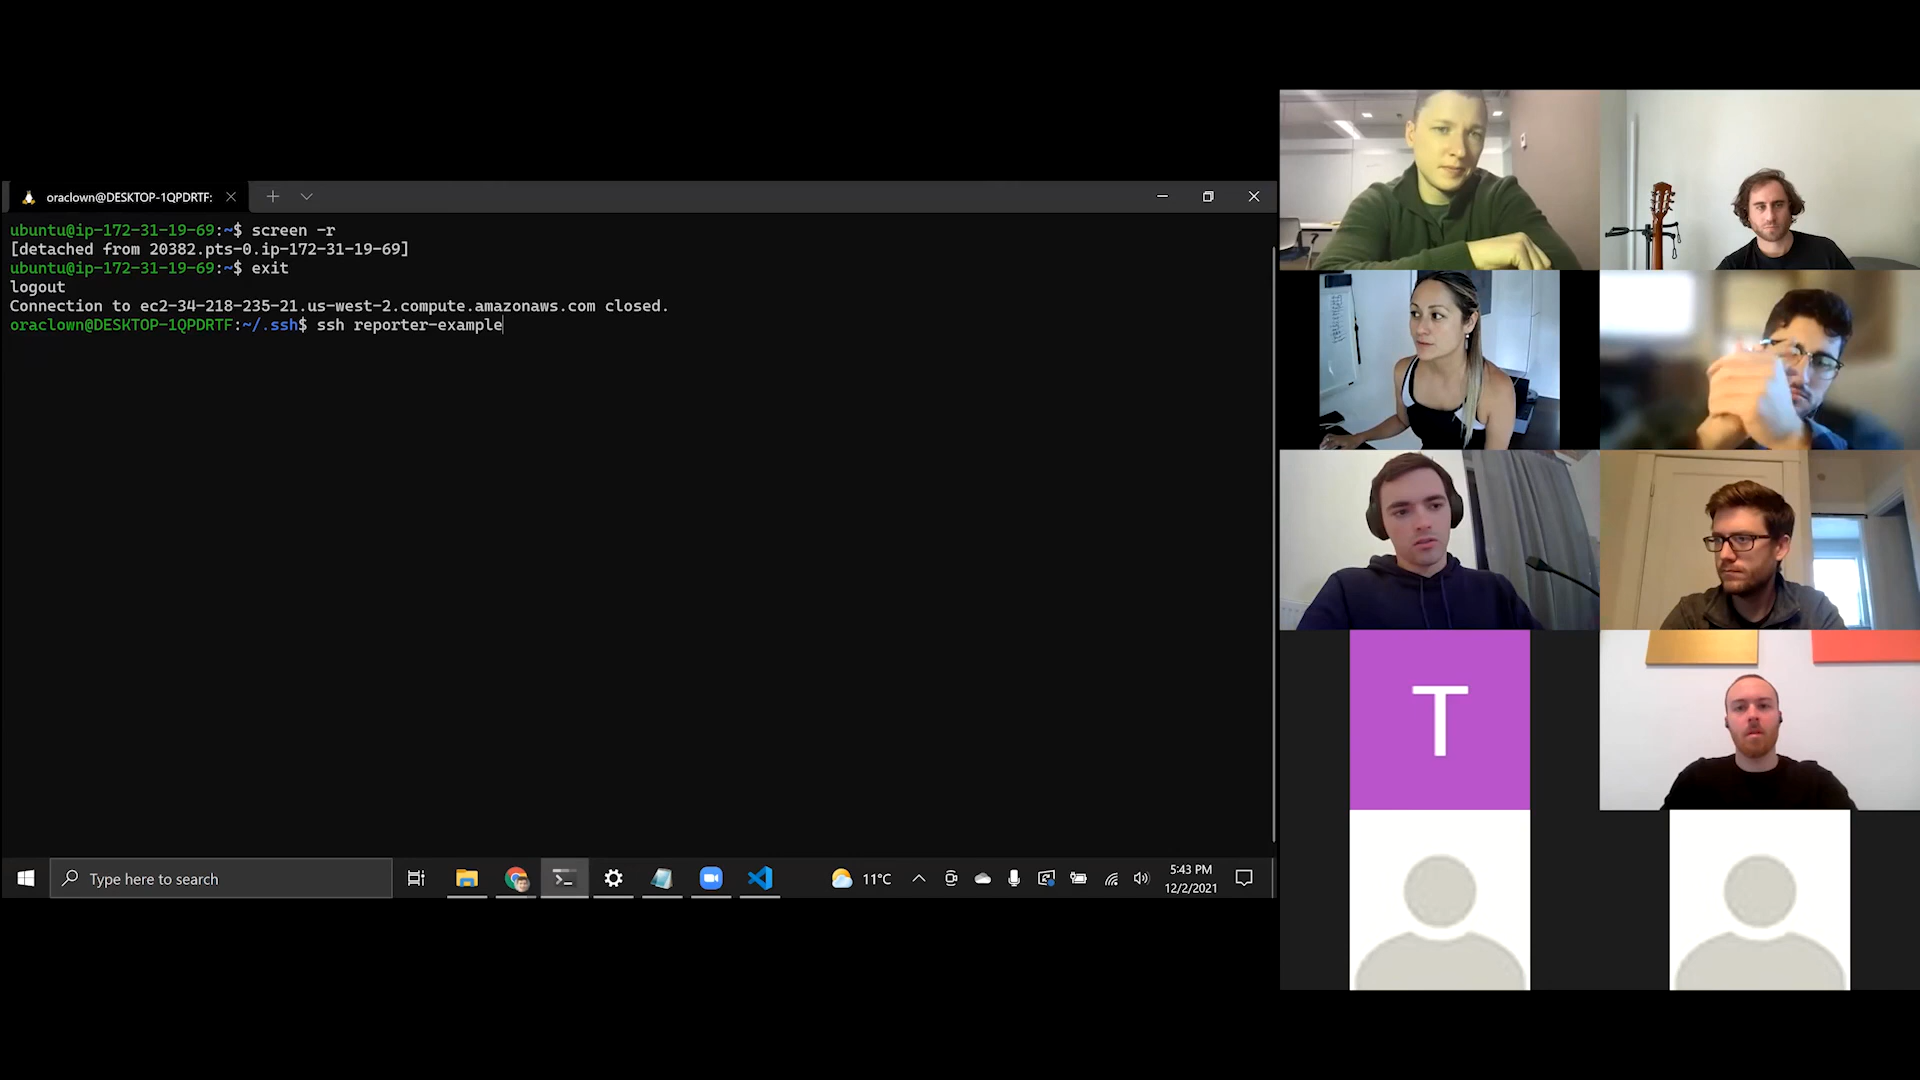 oraclown@DESKTOP-1QPDRTF:
ubuntu@ip-172-31-19-69:~$ screen -r
[detached from 20382.pts-0.ip-172-31-19-69]
ubuntu@ip-172-31-19-69:~$ exit
logout
Connection to ec2-34-218-235-21.us-west-2.compute.amazonaws.com closed.
oraclown@DESKTOP-1QPDRTF:~/.ssh$ ssh reporter-example
Type here to search
11°C
5:43 PM
12/2/2021
T